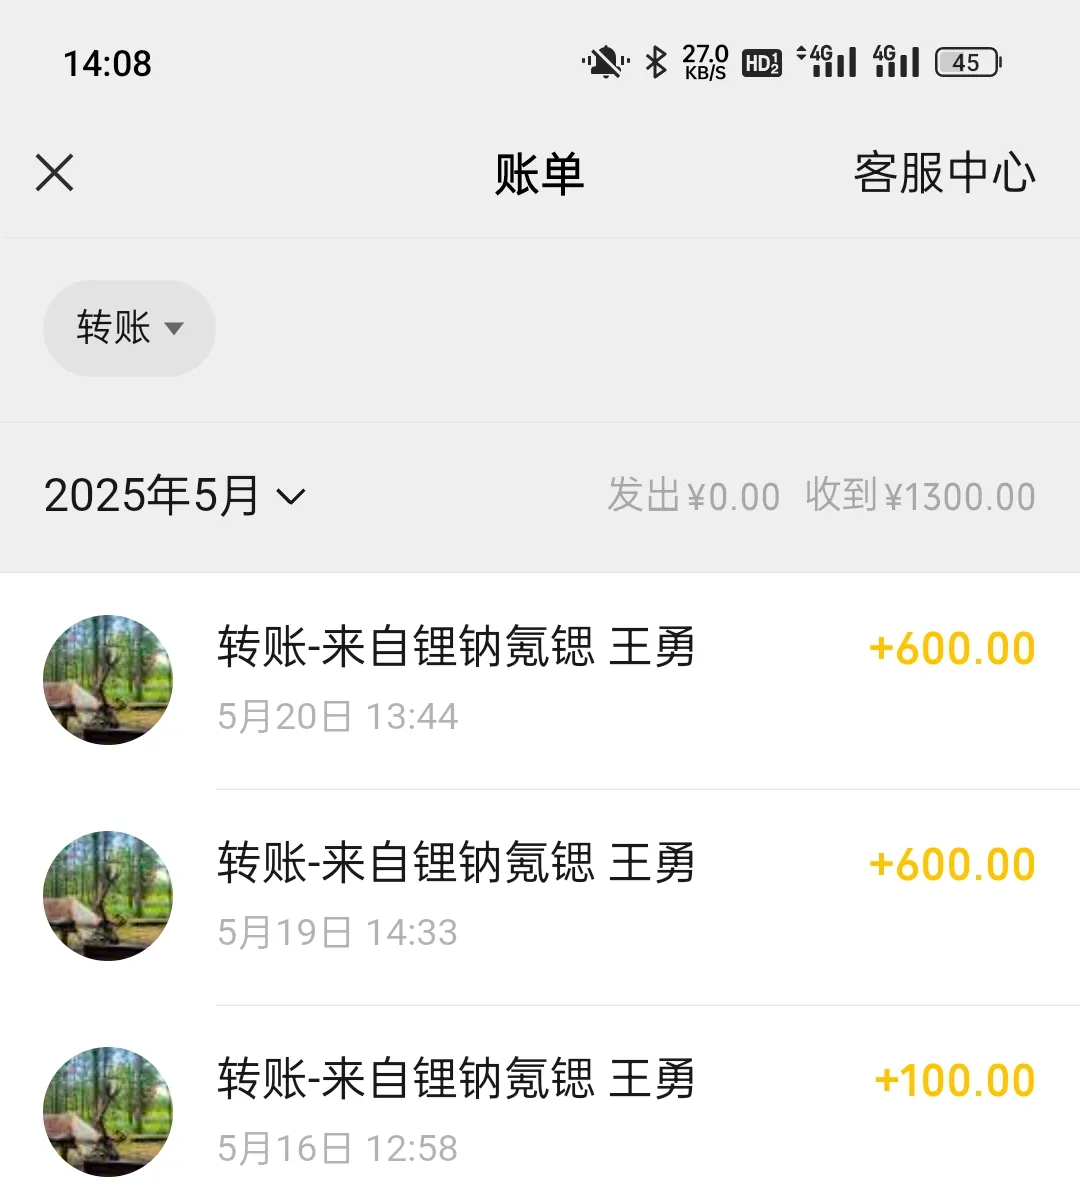 14:08 27.0 KB/S HD 1 2 4G 4G 45
账单 客服中心
转账
2025年5月 发出¥0.00 收到¥1300.00
转账-来自锂钠氪锶 王勇 +600.00
5月20日 13:44
转账-来自锂钠氪锶 王勇 +600.00
5月19日 14:33
转账-来自锂钠氪锶 王勇 +100.00
5月16日 12:58